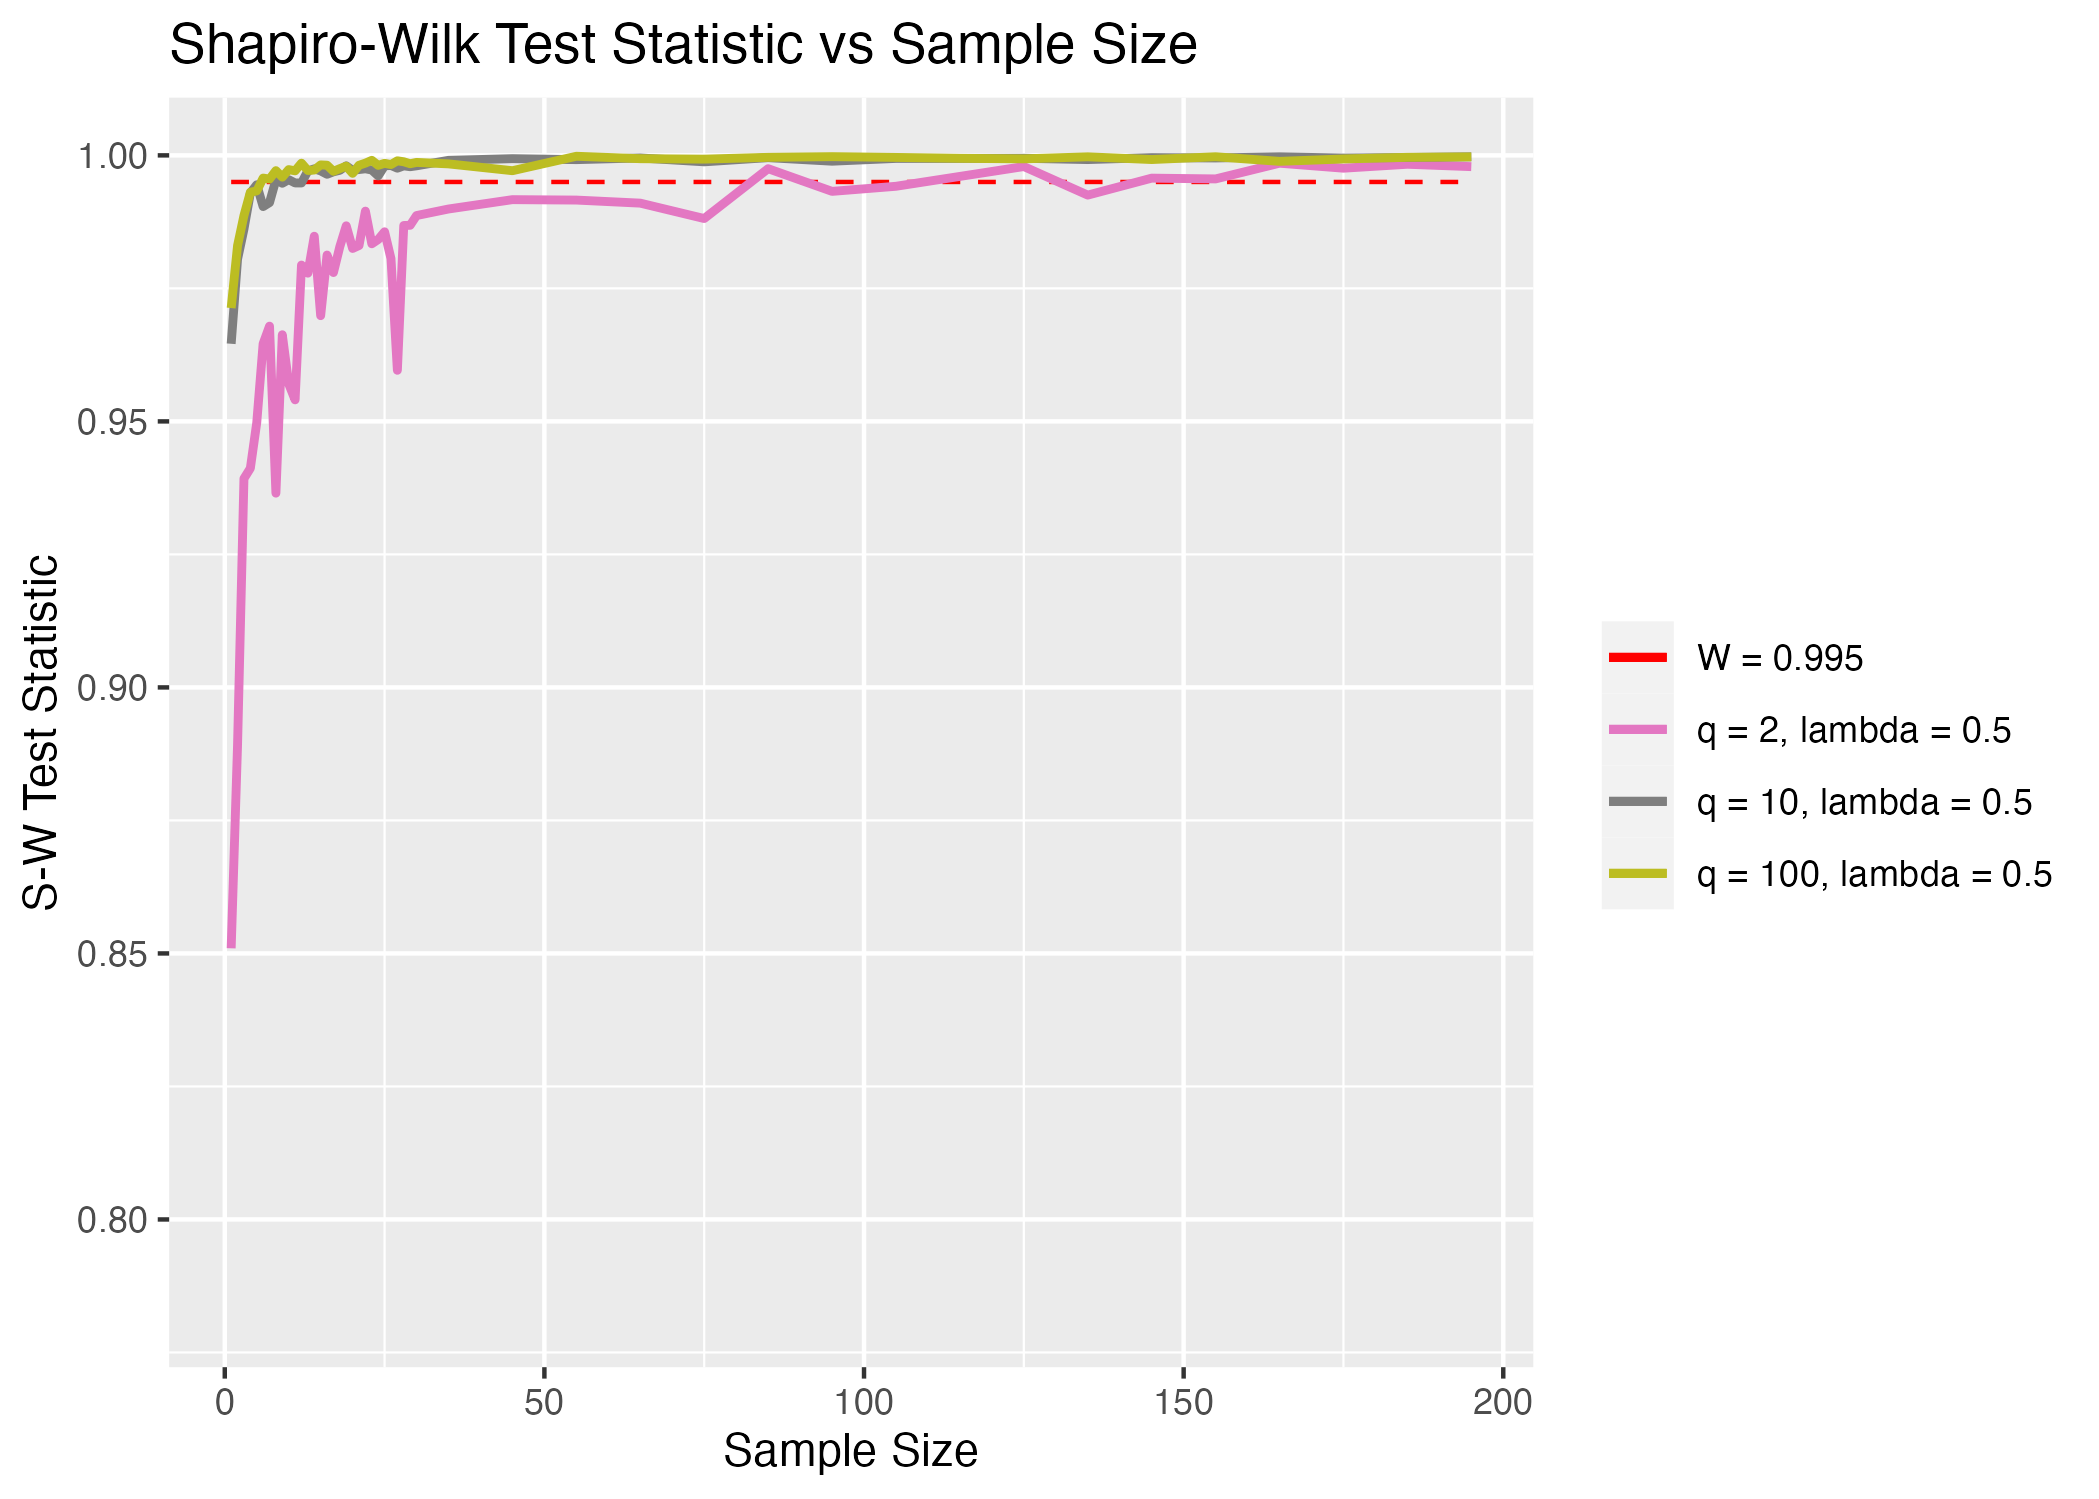 Shapiro-Wilk Test Statistic vs Sample Size
S-W Test Statistic
1.00
0.95
0.90
0.85
0.80
0
50
100
150
200
Sample Size
W = 0.995
q = 2, lambda = 0.5
q = 10, lambda = 0.5
q = 100, lambda = 0.5